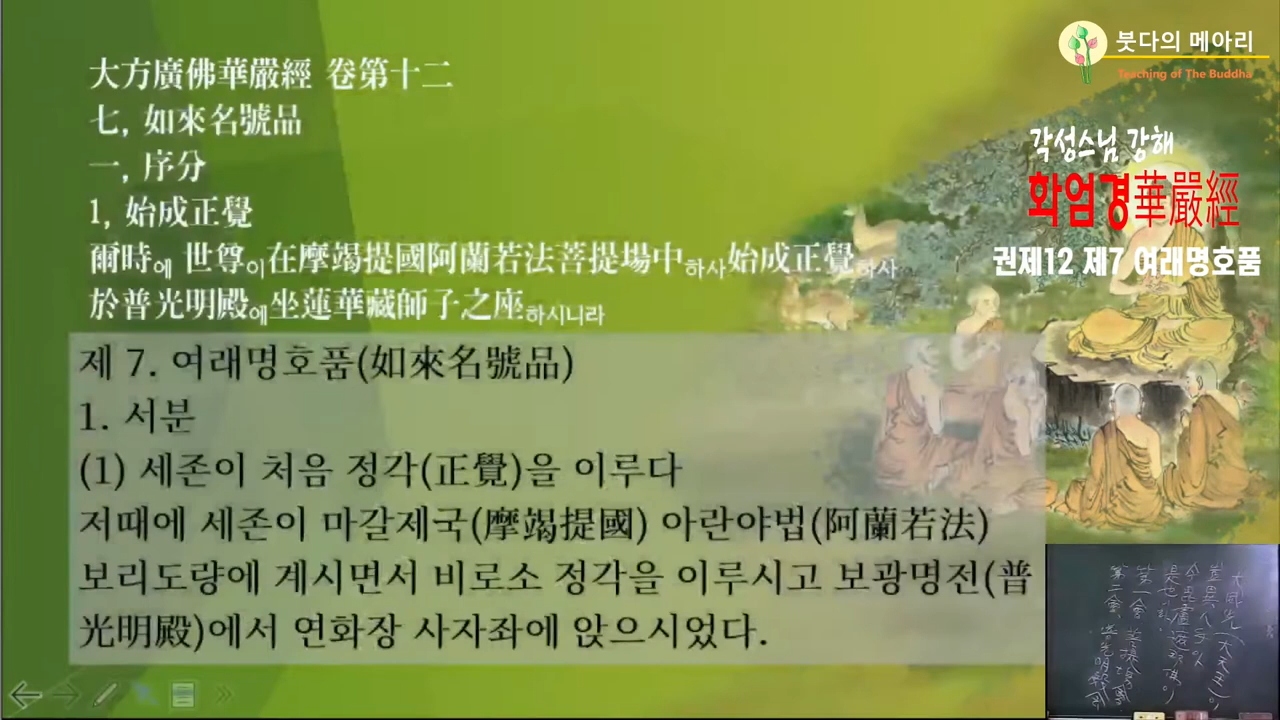 大方廣佛華嚴經 卷第十二
七, 如來名號品
一, 序分
1, 始成正覺
爾時에 世尊이在摩竭提國阿蘭若法菩提場中하사始成正覺하사
於普光明殿에坐蓮華藏師子之座하시니라
제 7. 여래명호품(如來名號品)
1. 서분
(1) 세존이 처음 정각(正覺)을 이루다
저때에 세존이 마갈제국(摩竭提國) 아란야법(阿蘭若法)
보리도량에 계시면서 비로소 정각을 이루시고 보광명전(普
光明殿)에서 연화장 사자좌에 앉으시었다.
붓다의 메아리
Teaching of The Buddha
각성스님 강해
화엄경華嚴經
권제12 제7 여래명호품